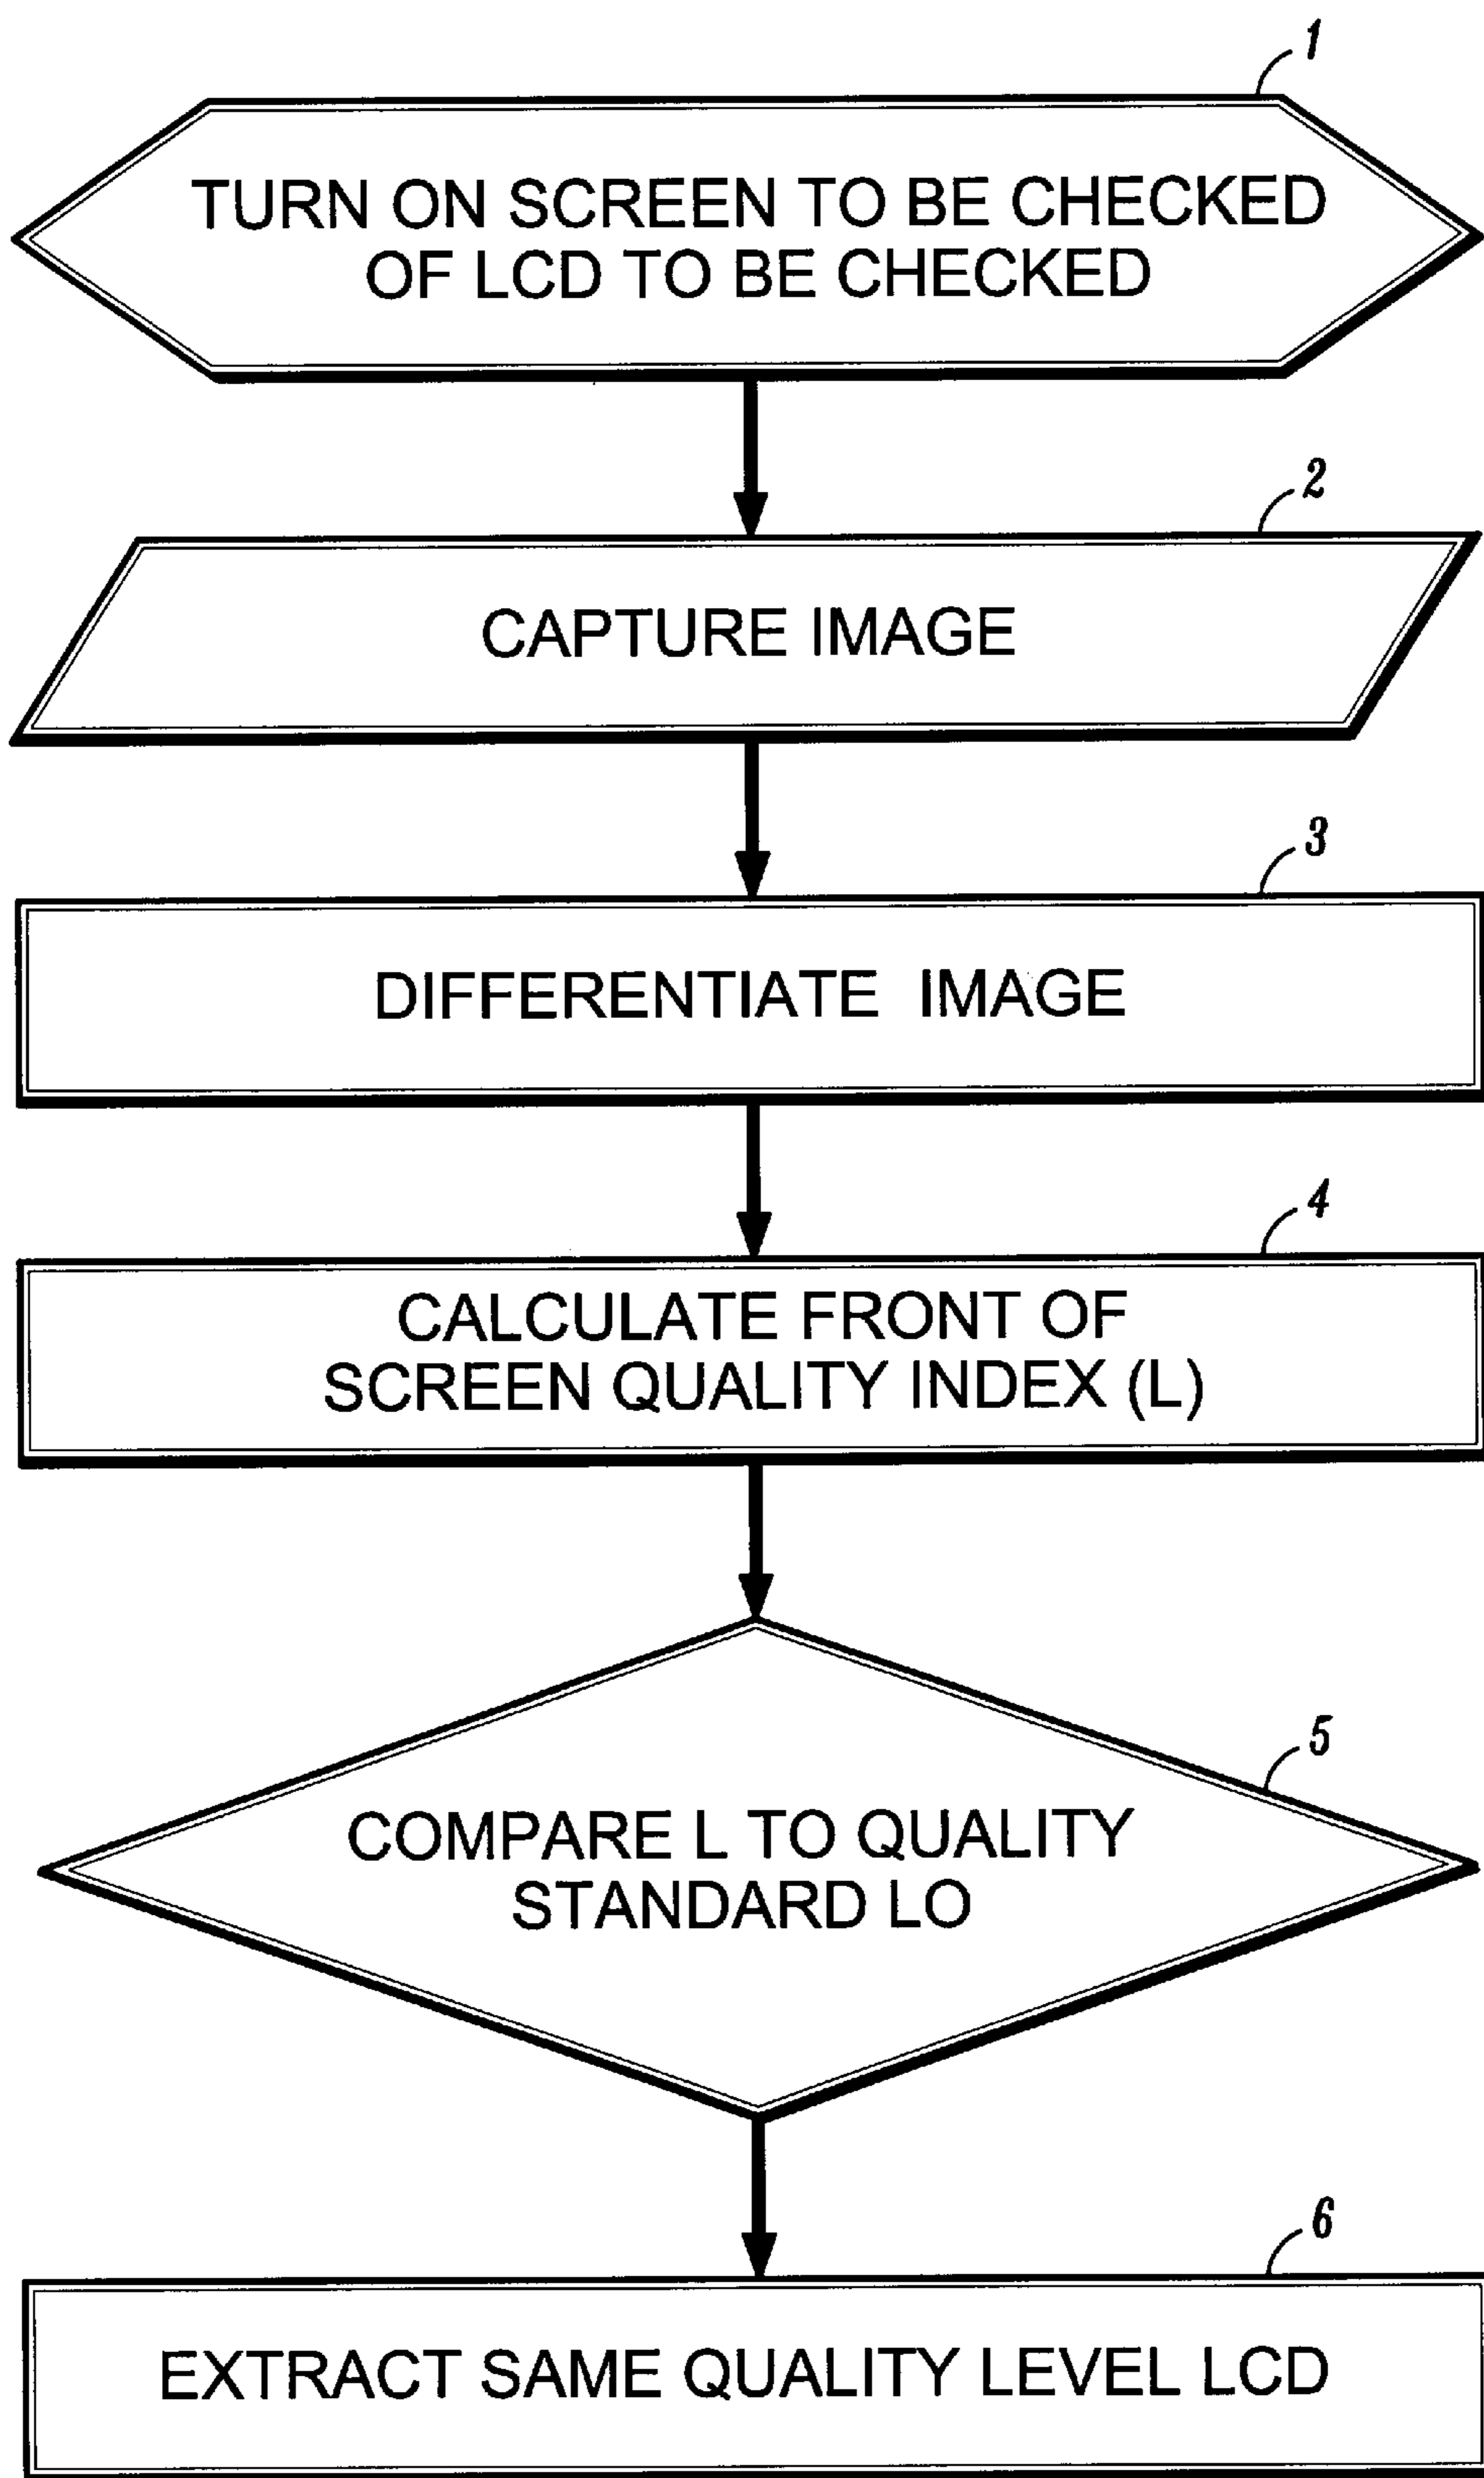 1
TURN ON SCREEN TO BE CHECKED
OF LCD TO BE CHECKED
2
CAPTURE IMAGE
3
DIFFERENTIATE IMAGE
4
CALCULATE FRONT OF
SCREEN QUALITY INDEX (L)
5
COMPARE L TO QUALITY
STANDARD LO
6
EXTRACT SAME QUALITY LEVEL LCD